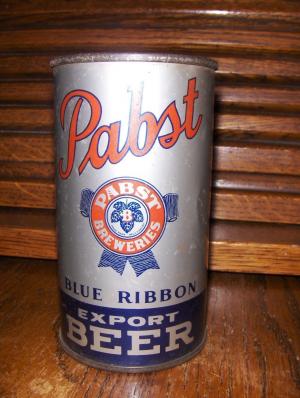 Pabst
PABST
B
BREWERIES
BLUE RIBBON
EXPORT
BEER